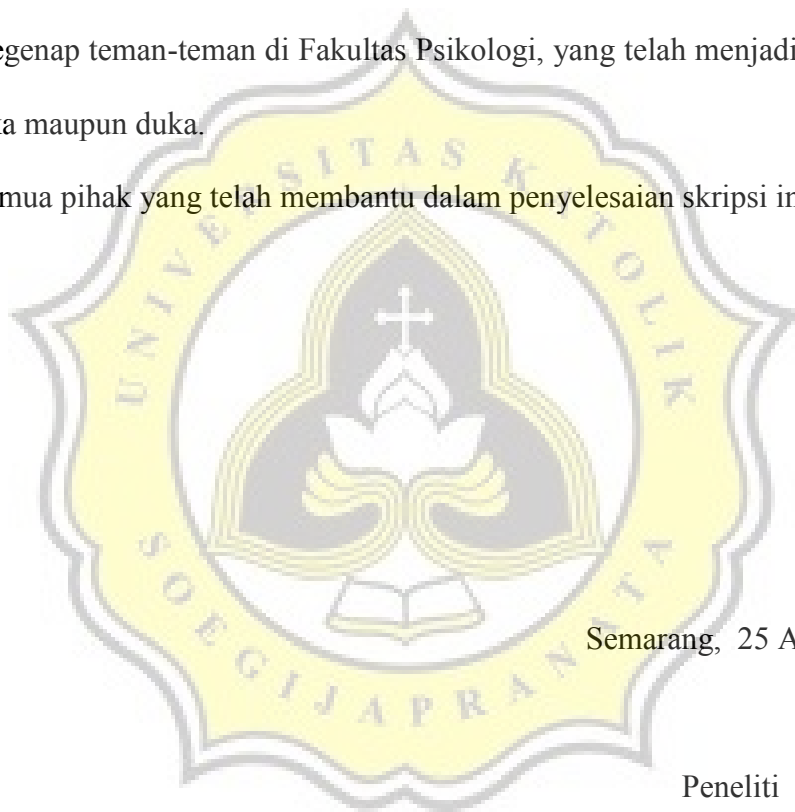 egenap teman-teman di Fakultas Psikologi, yang telah menjadi
ka maupun duka.
mua pihak yang telah membantu dalam penyelesaian skripsi in
UNIVERSITAS KATOLIK
SOEGIJAPRANATA
Semarang, 25 A
Peneliti